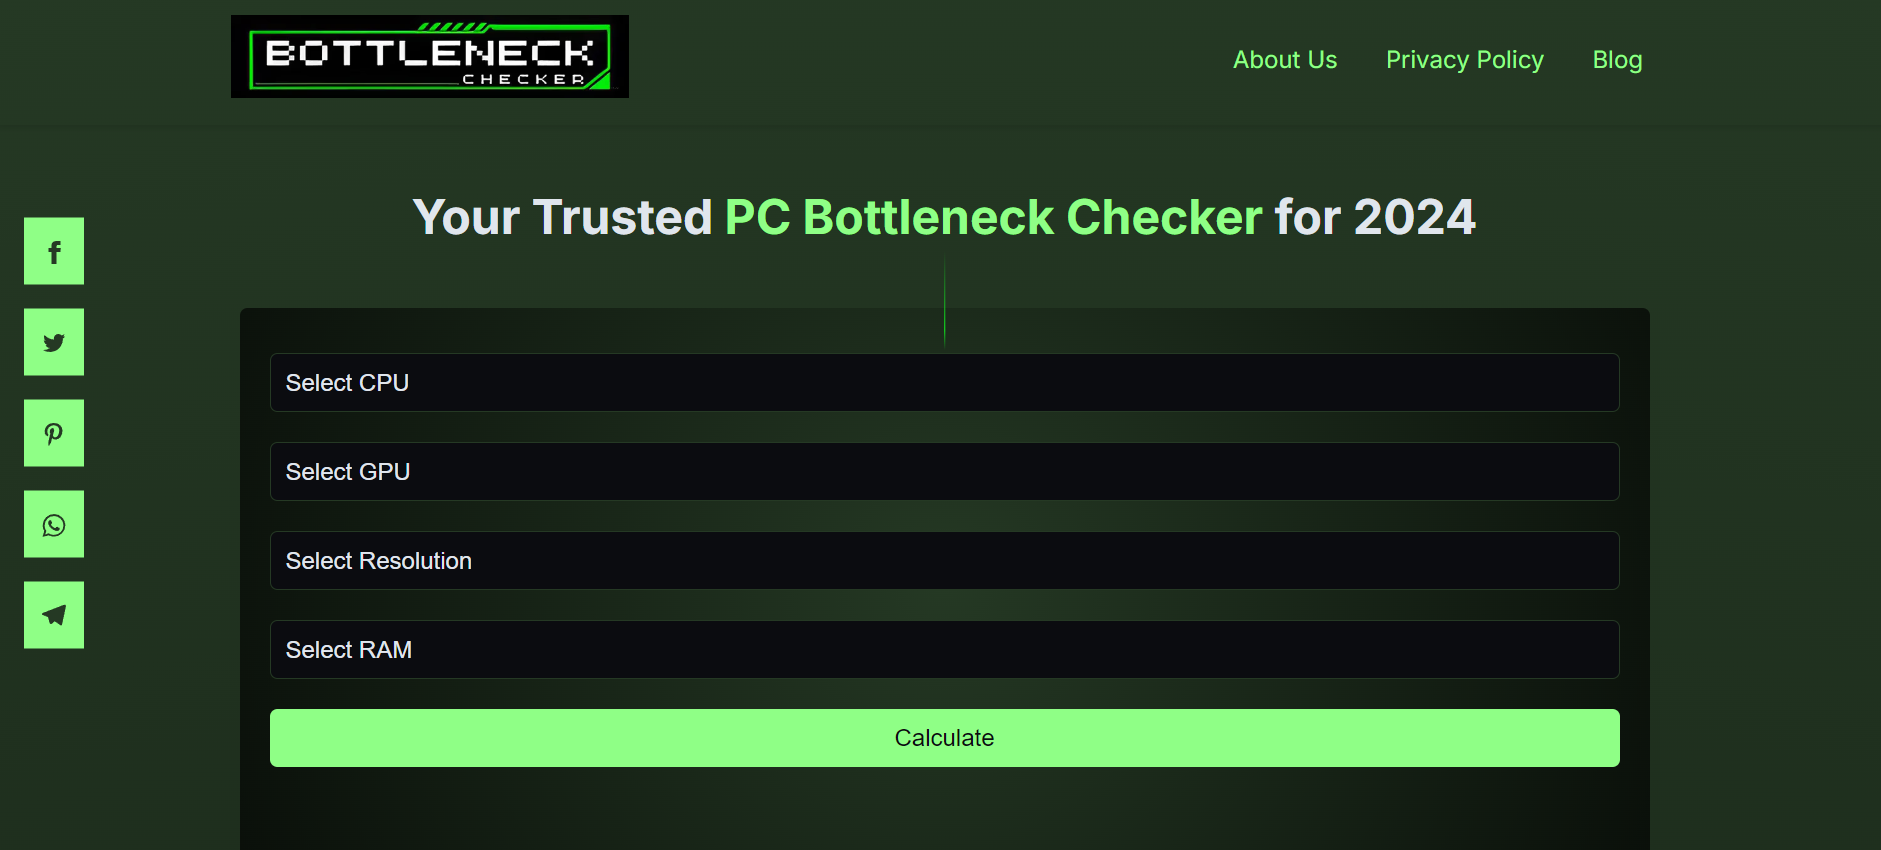 BOTTLENECK
CHECKER
About Us
Privacy Policy
Blog
Your Trusted PC Bottleneck Checker for 2024
Select CPU
Select GPU
Select Resolution
Select RAM
Calculate